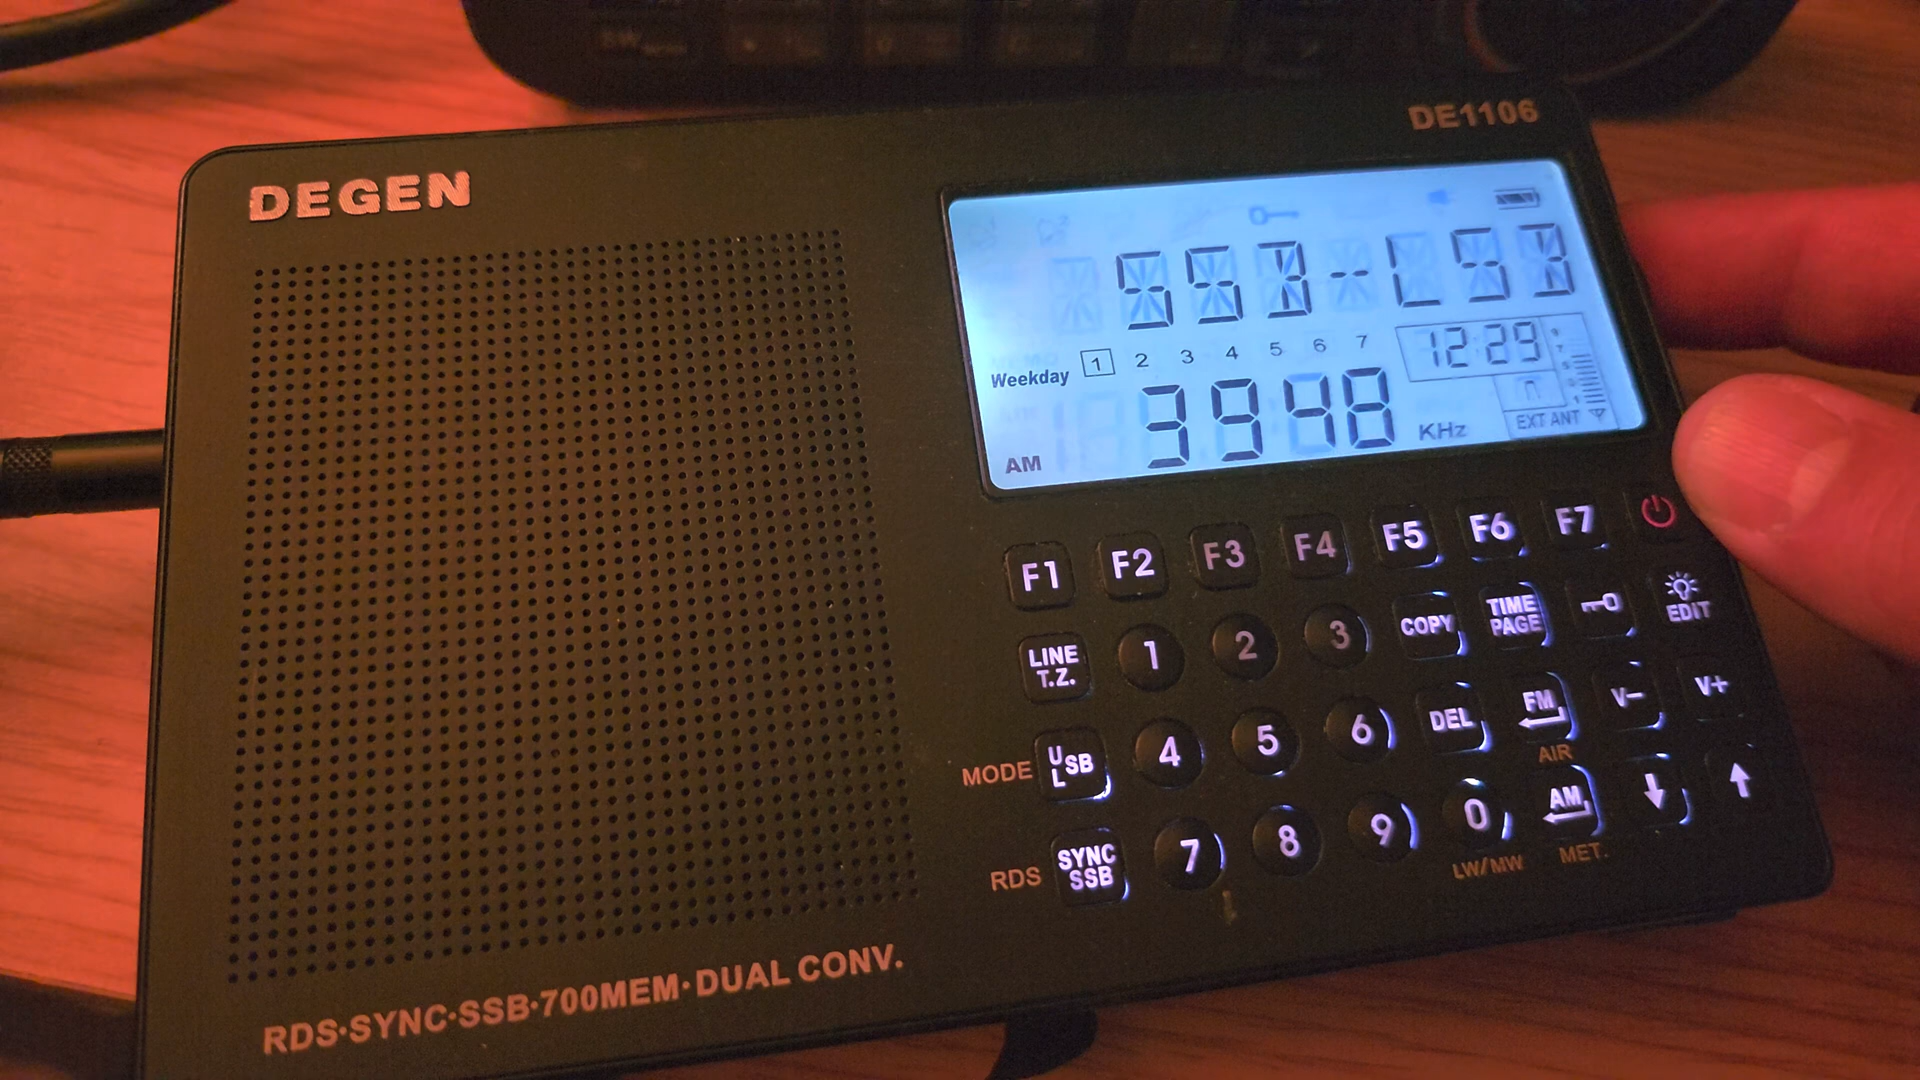 DE1106
DEGEN
SSB-LSB
Weekday 1 2 3 4 5 6 7 12:29
AM 3948 KHz EXT ANT
F1 F2 F3 F4 F5 F6 F7
LINE T.Z. 1 2 3 COPY TIME PAGE EDIT
MODE U L SB 4 5 6 DEL FM V- V+
AIR
RDS SYNC SSB 7 8 9 0 AM
LW/MW MET.
RDS·SYNC·SSB·700MEM·DUAL CONV.